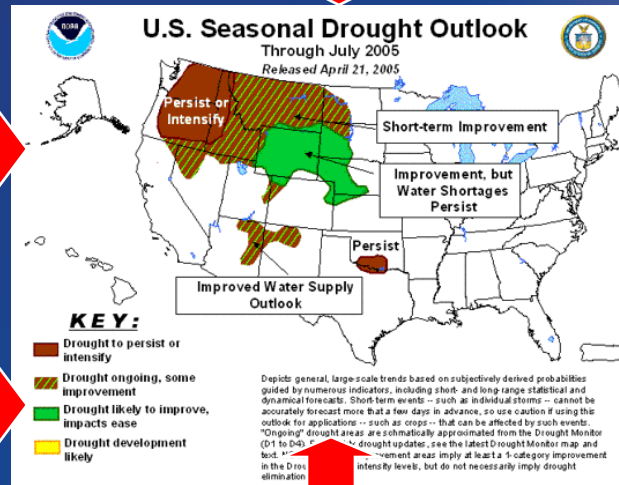 U.S. Seasonal Drought Outlook
Through July 2005
Released April 21, 2005
NOAA
Persist or
Intensify
Short-term Improvement
Improvement, but
Water Shortages
Persist
Persist
Improved Water Supply
Outlook
KEY:
Drought to persist or
intensify
Drought ongoing, some
improvement
Drought likely to improve,
impacts ease
Drought development
likely
Depicts general, large-scale trends based on subjectively derived probabilities
guided by numerous indicators, including short- and long-range statistical and
dynamical forecasts. Short-term events -- such as individual storms -- cannot be
accurately forecast more that a few days in advance, so use caution if using this
outlook for applications -- such as crops -- that can be affected by such events.
"Ongoing" drought areas are schmatically approximated from the Drought Monitor
(D1 to D4). drought updates, see the latest Drought Monitor map and
text. areas imply at least a 1-category improvement
in the intensity levels, but do not necessarily imply drought
elimination